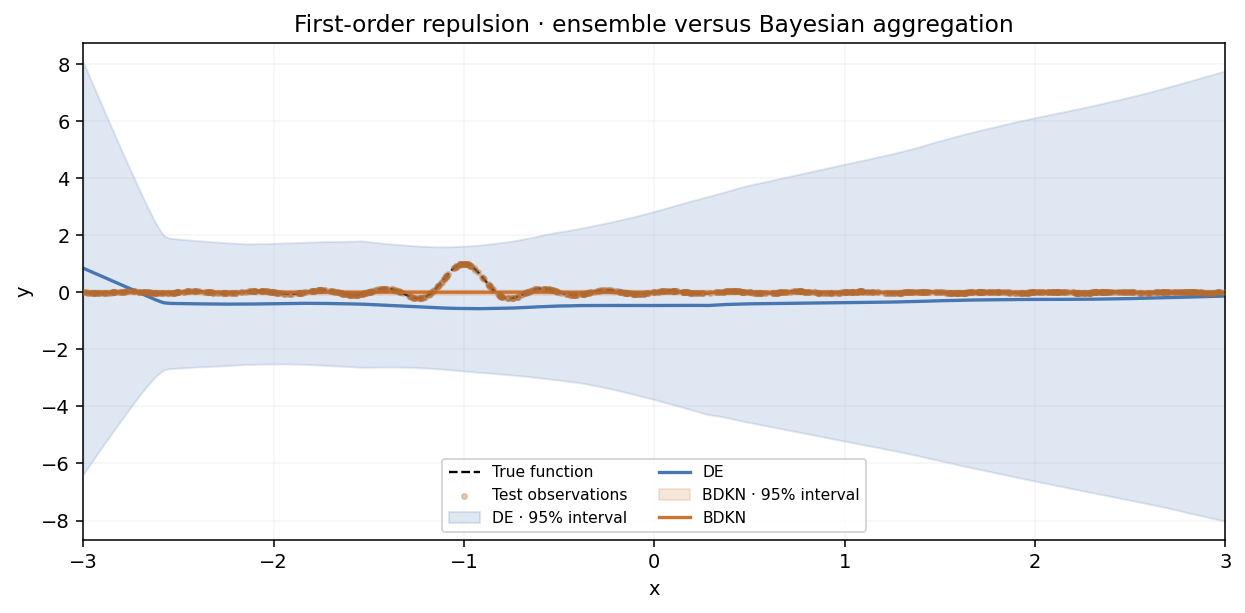 First-order repulsion · ensemble versus Bayesian aggregation
y
8
6
4
2
0
−2
−4
−6
−8
True function
Test observations
DE · 95% interval
DE
BDKN · 95% interval
BDKN
−3
−2
−1
0
1
2
3
x